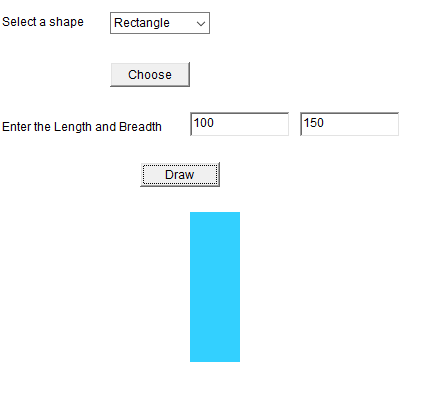 Select a shape Rectangle
Choose
Enter the Length and Breadth 100 150
Draw